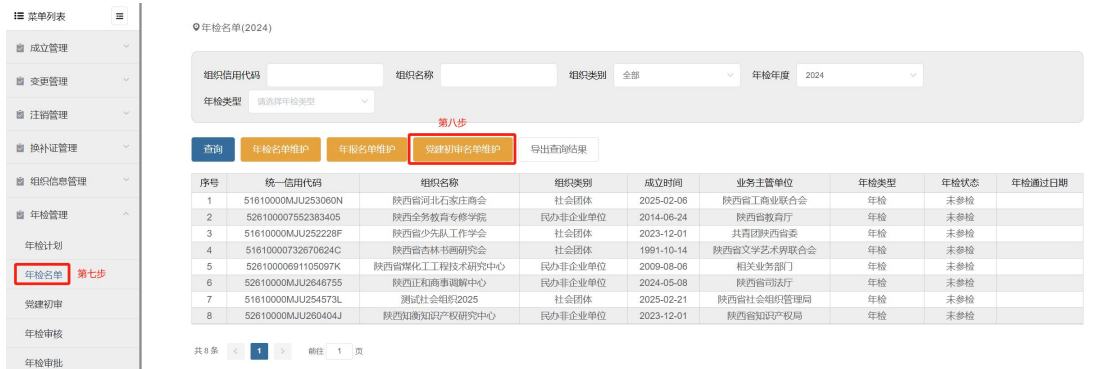 菜单列表
成立管理
变更管理
注销管理
换补证管理
组织信息管理
年检管理
年检计划
年检名单 第七步
党建初审
年检审核
年检审批
年检名单(2024)
组织信用代码 组织名称 组织类别 全部 年检年度 2024
年检类型 请选择年检类型
第八步
查询 年检名单维护 年报名单维护 党建初审名单维护 导出查询结果
序号 统一信用代码 组织名称 组织类别 成立时间 业务主管单位 年检类型 年检状态 年检通过日期
1 51610000MJU253060N 陕西省河北石家庄商会 社会团体 2025-02-06 陕西省工商业联合会 年检 未参检
2 526100007552383405 陕西全务教育专修学院 民办非企业单位 2014-06-24 陕西省教育厅 年检 未参检
3 51610000MJU252228F 陕西省少先队工作学会 社会团体 2023-12-01 共青团陕西省委 年检 未参检
4 51610000732670624C 陕西省杏林书画研究会 社会团体 1991-10-14 陕西省文学艺术界联合会 年检 未参检
5 5261000069110​5097K 陕西省煤化工工程技术研究中心 民办非企业单位 2009-08-06 相关业务部门 年检 未参检
6 52610000MJU2646755 陕西正和商事调解中心 民办非企业单位 2024-05-08 陕西省司法厅 年检 未参检
7 51610000MJU254573L 测试社会组织2025 社会团体 2025-02-21 陕西省社会组织管理局 年检 未参检
8 52610000MJU260404J 陕西知衡知识产权研究中心 民办非企业单位 2023-12-01 陕西省知识产权局 年检 未参检
共 8 条 < 1 > 前往 1 页